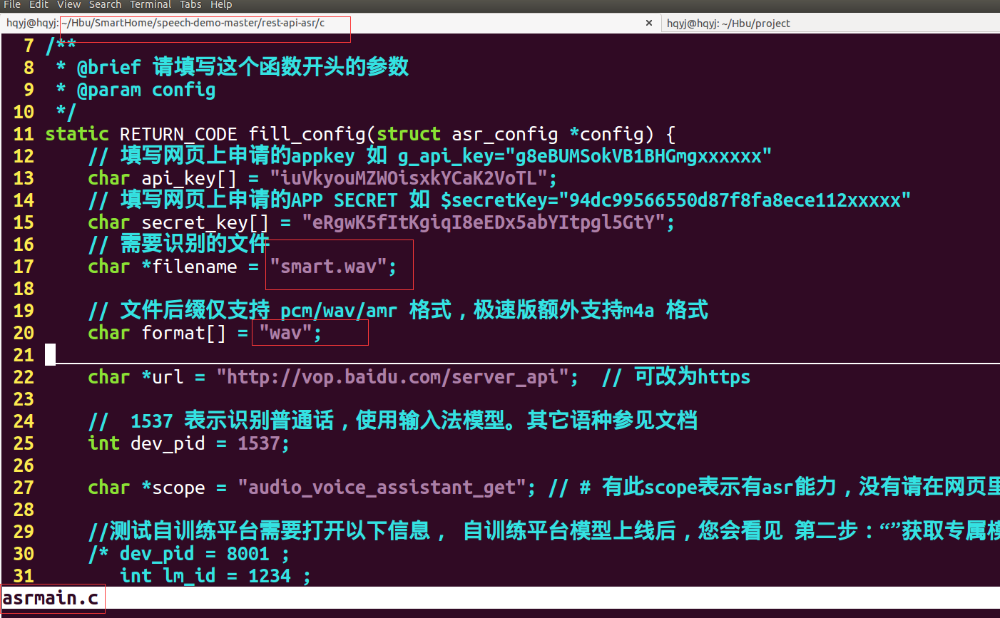 File Edit View Search Terminal Tabs Help
hqyj@hqyj: ~/Hbu/SmartHome/speech-demo-master/rest-api-asr/c × hqyj@hqyj: ~/Hbu/project
7 /**
8 * @brief 请填写这个函数开头的参数
9 * @param config
10 */
11 static RETURN_CODE fill_config(struct asr_config *config) {
12 // 填写网页上申请的appkey 如 g_api_key="g8eBUMSokVB1BHGmgxxxxxx"
13 char api_key[] = "iuVkyouMZWOisxkYCaK2VoTL";
14 // 填写网页上申请的APP SECRET 如 $secretKey="94dc99566550d87f8fa8ece112xxxxx"
15 char secret_key[] = "eRgwK5fItKgiqI8eEDx5abYItpgl5GtY";
16 // 需要识别的文件
17 char *filename = "smart.wav";
18
19 // 文件后缀仅支持 pcm/wav/amr 格式，极速版额外支持m4a 格式
20 char format[] = "wav";
21
22 char *url = "http://vop.baidu.com/server_api"; // 可改为https
23
24 // 1537 表示识别普通话，使用输入法模型。其它语种参见文档
25 int dev_pid = 1537;
26
27 char *scope = "audio_voice_assistant_get"; // # 有此scope表示有asr能力，没有请在网页里
28
29 //测试自训练平台需要打开以下信息， 自训练平台模型上线后，您会看见 第二步：“”获取专属模
30 /* dev_pid = 8001 ;
31 int lm_id = 1234 ;
asrmain.c